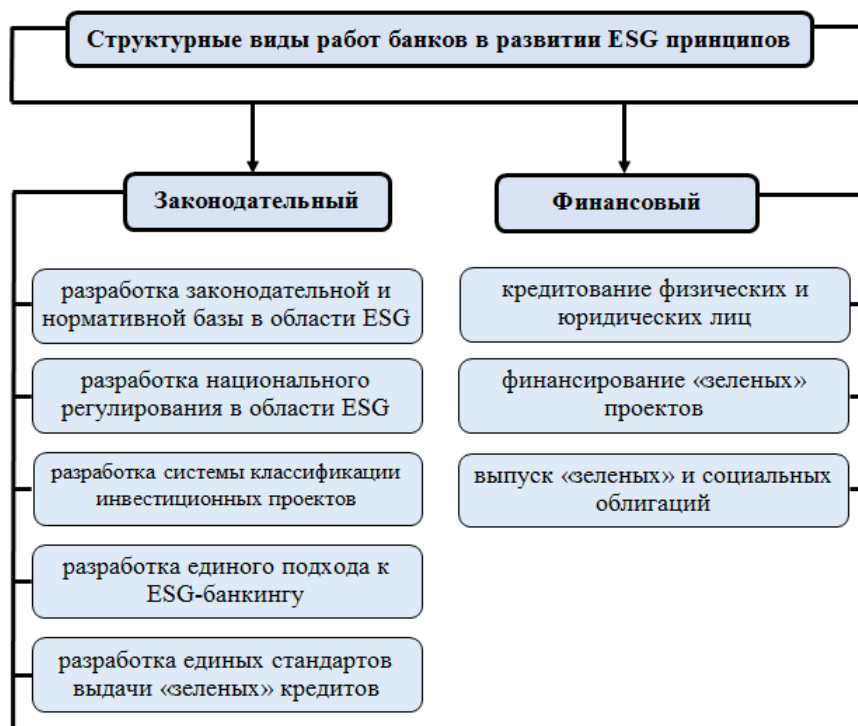 Структурные виды работ банков в развитии ESG принципов
Законодательный
Финансовый
разработка законодательной и
нормативной базы в области ESG
разработка национального
регулирования в области ESG
разработка системы классификации
инвестиционных проектов
разработка единого подхода к
ESG-банкингу
разработка единых стандартов
выдачи «зеленых» кредитов
кредитование физических и
юридических лиц
финансирование «зеленых»
проектов
выпуск «зеленых» и социальных
облигаций